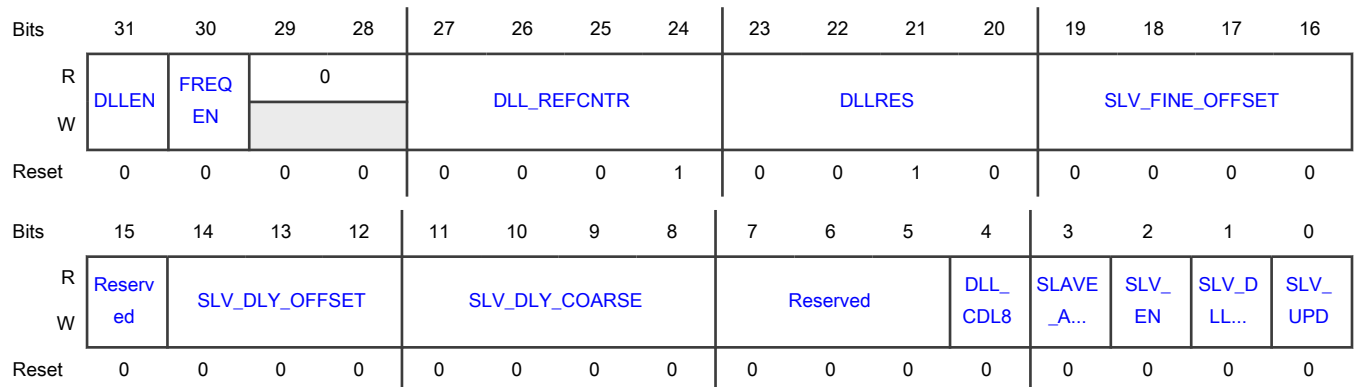 Bits 31 30 29 28 27 26 25 24 23 22 21 20 19 18 17 16
R
W
DLLEN
FREQ
EN
0
DLL_REFCNTR
DLLRES
SLV_FINE_OFFSET
Reset 0 0 0 0 0 0 0 1 0 0 1 0 0 0 0 0
Bits 15 14 13 12 11 10 9 8 7 6 5 4 3 2 1 0
R
W
Reserv
ed
SLV_DLY_OFFSET
SLV_DLY_COARSE
Reserved
DLL_
CDL8
SLAVE
_A...
SLV_
EN
SLV_D
LL...
SLV_
UPD
Reset 0 0 0 0 0 0 0 0 0 0 0 0 0 0 0 0